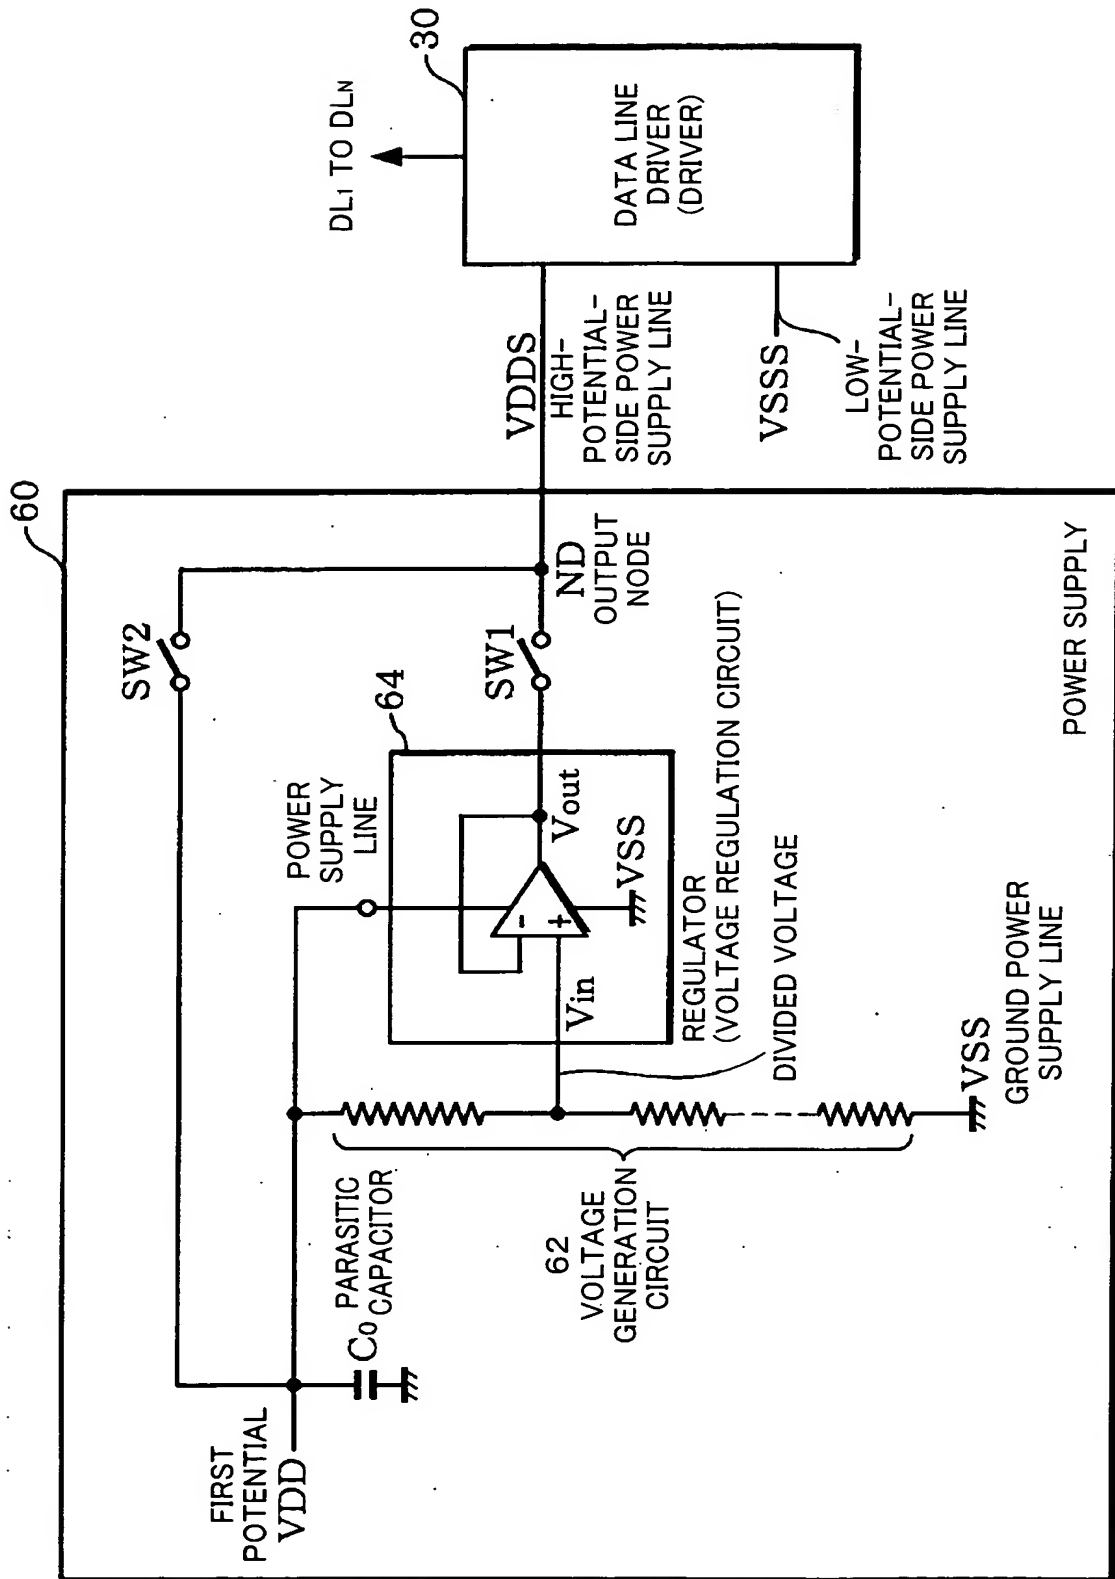 60
30
DL1 TO DLN
SW2
FIRST
POTENTIAL
VDD
C0
PARASITIC
CAPACITOR
POWER
SUPPLY
LINE
64
SW1
ND
OUTPUT
NODE
VDDS
HIGH-
POTENTIAL-
SIDE POWER
SUPPLY LINE
DATA LINE
DRIVER
(DRIVER)
VSSS
LOW-
POTENTIAL-
SIDE POWER
SUPPLY LINE
Vin
-
+
Vout
VSS
REGULATOR
(VOLTAGE REGULATION CIRCUIT)
DIVIDED VOLTAGE
62
VOLTAGE
GENERATION
CIRCUIT
VSS
GROUND POWER
SUPPLY LINE
POWER SUPPLY